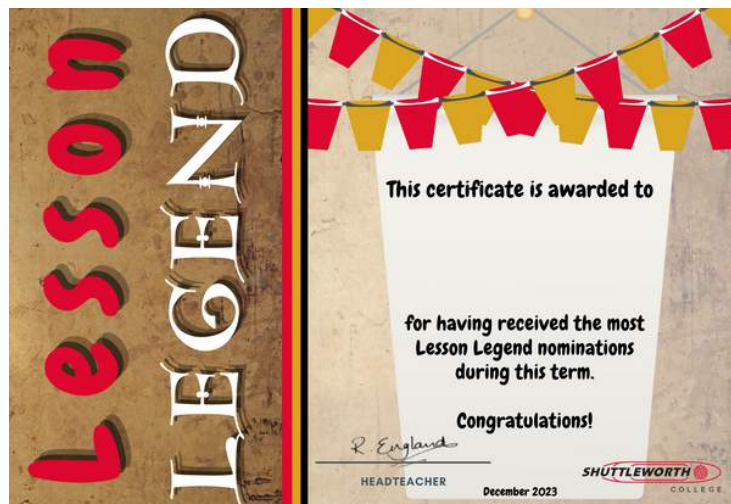 Lesson
LEGEND
This certificate is awarded to
for having received the most
Lesson Legend nominations
during this term.
Congratulations!
R. England
HEADTEACHER
December 2023
SHUTTLEWORTH
COLLEGE